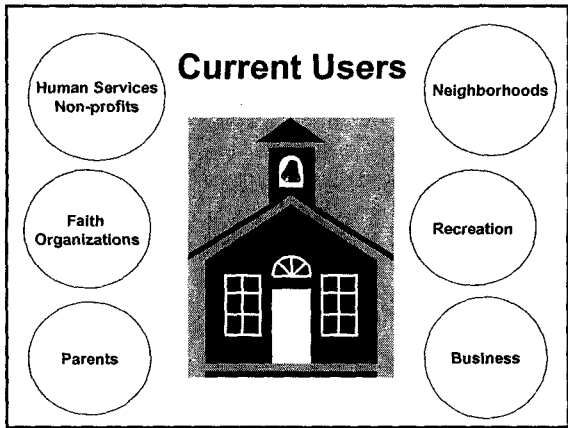 Current Users
Human Services
Non-profits
Faith
Organizations
Parents
Neighborhoods
Recreation
Business